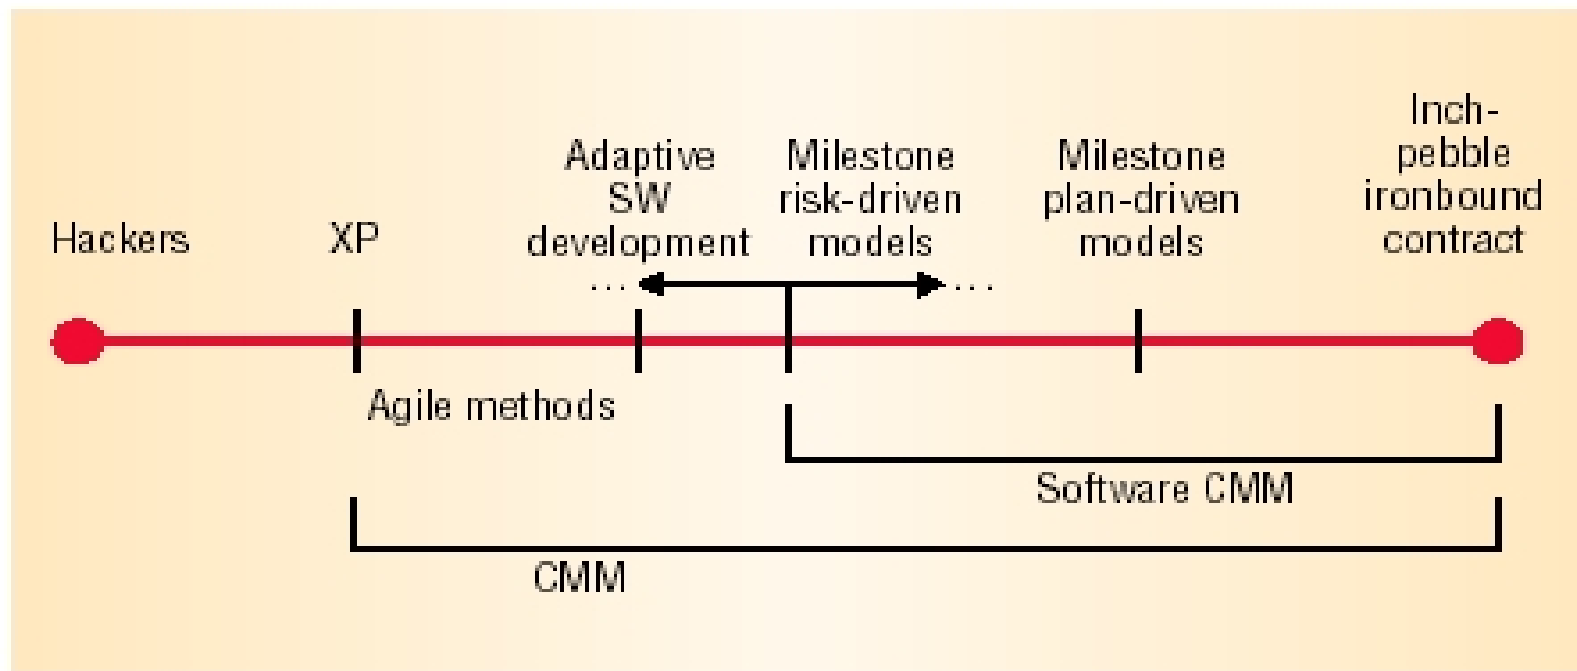 Hackers
XP
Adaptive
SW
development
Milestone
risk-driven
models
Milestone
plan-driven
models
Inch-
pebble
ironbound
contract
...
...
Agile methods
Software CMM
CMM